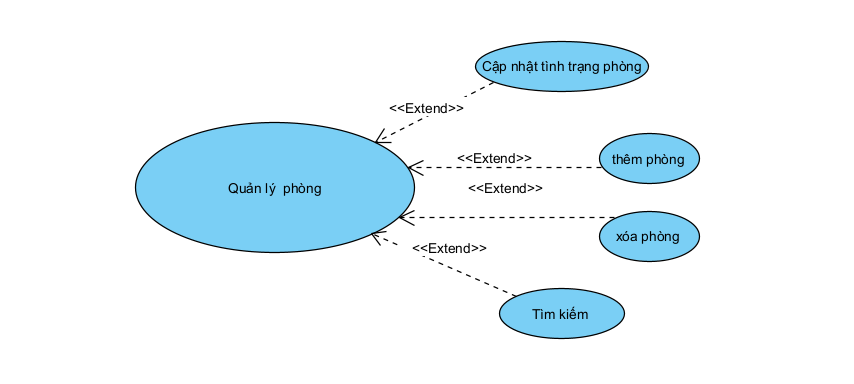 Cập nhật tình trạng phòng
<<Extend>>
<<Extend>>
thêm phòng
Quản lý  phòng
<<Extend>>
xóa phòng
<<Extend>>
Tìm kiếm